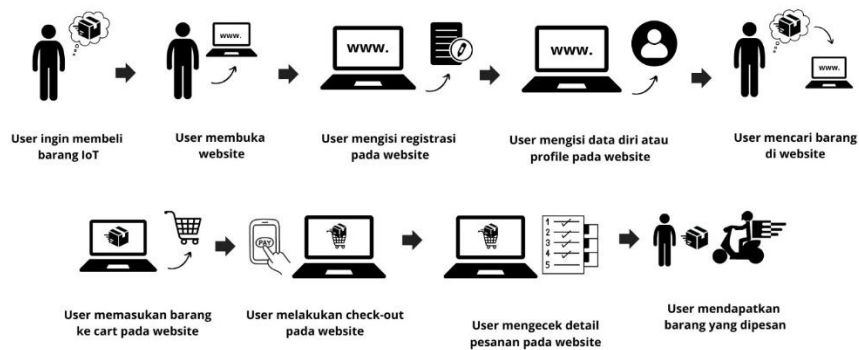 www.
www.
www.
www.
User ingin membeli
barang IoT
User membuka
website
User mengisi registrasi
pada website
User mengisi data diri atau
profile pada website
User mencari barang
di website
PAY
1
2
3
4
5
User memasukan barang
ke cart pada website
User melakukan check-out
pada website
User mengecek detail
pesanan pada website
User mendapatkan
barang yang dipesan